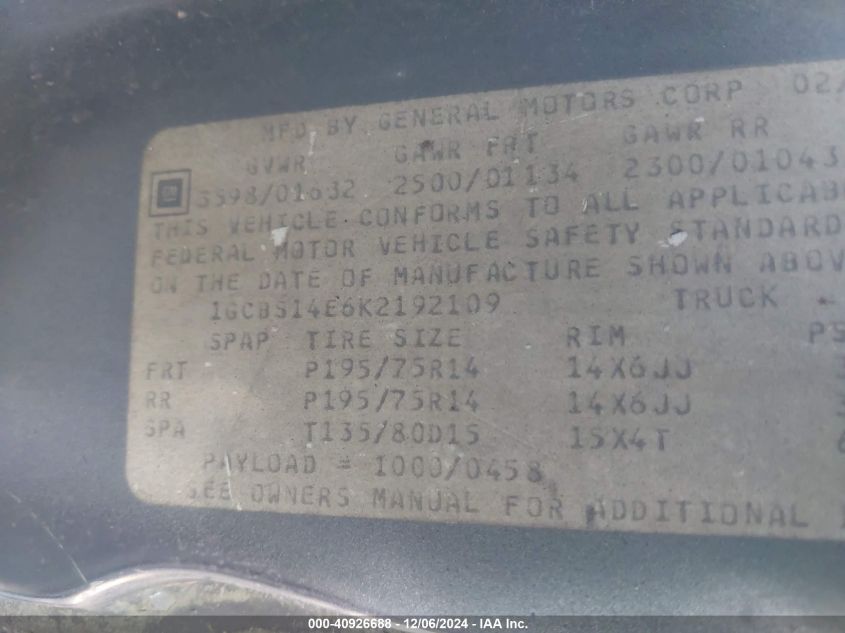 MFD BY GENERAL MOTORS CORP 02/
GVWR GAWR FRT GAWR RR
GM 3598/01632 2500/01134 2300/01043
THIS VEHICLE CONFORMS TO ALL APPLICAB
FEDERAL MOTOR VEHICLE SAFETY STANDARD
ON THE DATE OF MANUFACTURE SHOWN ABOV
1GCBS14E6K2192109 TRUCK
SPAP TIRE SIZE RIM PS
FRT P195/75R14 14X6JJ
RR P195/75R14 14X6JJ
SPA T135/80D15 15X4T
PAYLOAD = 1000/0458
SEE OWNERS MANUAL FOR ADDITIONAL
000-40926688 - 12/06/2024 - IAA Inc.